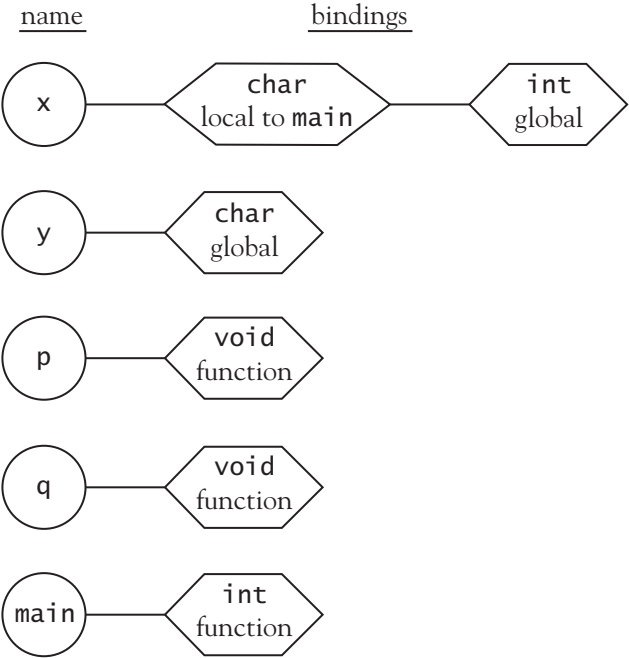 name bindings
x char int
local to main global
y char
global
p void
function
q void
function
main int
function